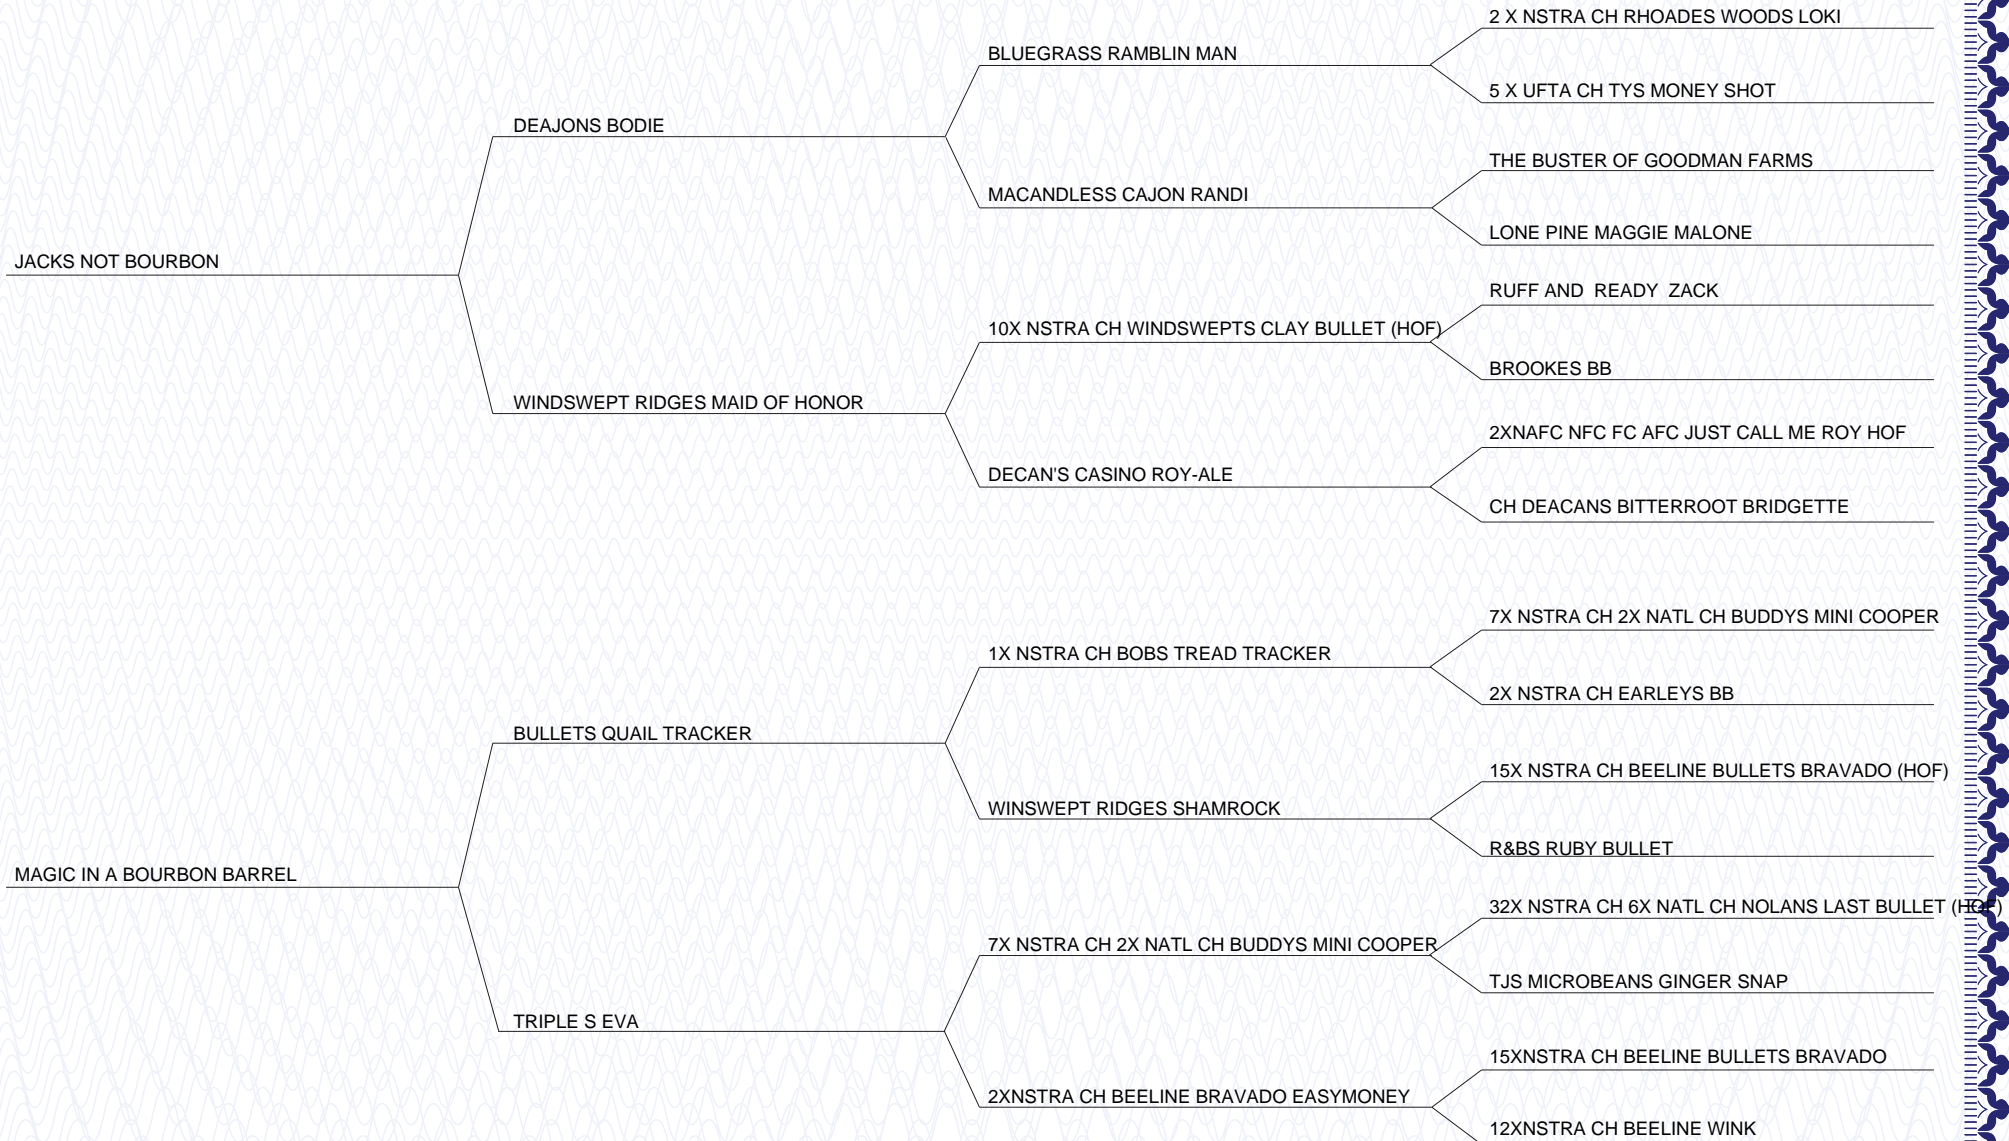 2 X NSTRA CH RHOADES WOODS LOKI
BLUEGRASS RAMBLIN MAN
5 X UFTA CH TYS MONEY SHOT
DEAJONS BODIE
THE BUSTER OF GOODMAN FARMS
MACANDLESS CAJON RANDI
LONE PINE MAGGIE MALONE
JACKS NOT BOURBON
RUFF AND  READY  ZACK
10X NSTRA CH WINDSWEPTS CLAY BULLET (HOF)
BROOKES BB
WINDSWEPT RIDGES MAID OF HONOR
2XNAFC NFC FC AFC JUST CALL ME ROY HOF
DECAN'S CASINO ROY-ALE
CH DEACANS BITTERROOT BRIDGETTE
7X NSTRA CH 2X NATL CH BUDDYS MINI COOPER
1X NSTRA CH BOBS TREAD TRACKER
2X NSTRA CH EARLEYS BB
BULLETS QUAIL TRACKER
15X NSTRA CH BEELINE BULLETS BRAVADO (HOF)
WINSWEPT RIDGES SHAMROCK
R&BS RUBY BULLET
MAGIC IN A BOURBON BARREL
32X NSTRA CH 6X NATL CH NOLANS LAST BULLET (HOF)
7X NSTRA CH 2X NATL CH BUDDYS MINI COOPER
TJS MICROBEANS GINGER SNAP
TRIPLE S EVA
15XNSTRA CH BEELINE BULLETS BRAVADO
2XNSTRA CH BEELINE BRAVADO EASYMONEY
12XNSTRA CH BEELINE WINK